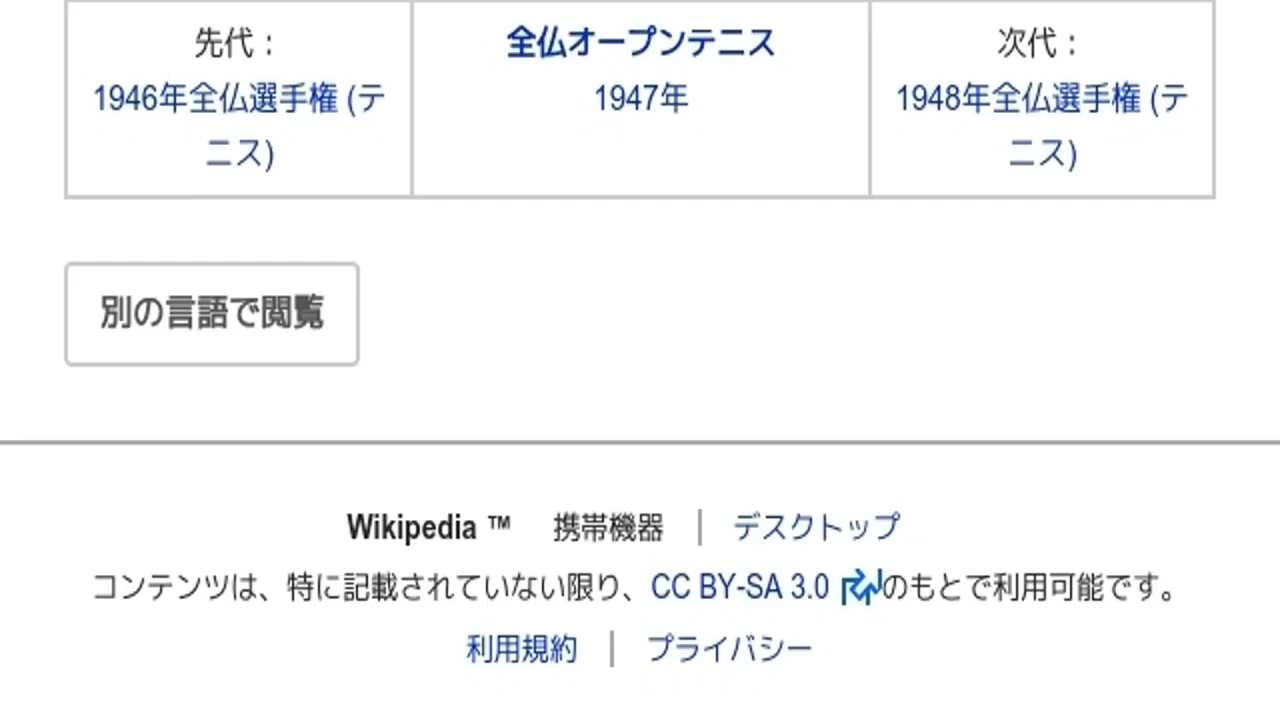 先代：
1946年全仏選手権 (テ
ニス)
全仏オープンテニス
1947年
次代：
1948年全仏選手権 (テ
ニス)
別の言語で閲覧
Wikipedia ™ 携帯機器 | デスクトップ
コンテンツは、特に記載されていない限り、CC BY-SA 3.0 のもとで利用可能です。
利用規約 | プライバシー